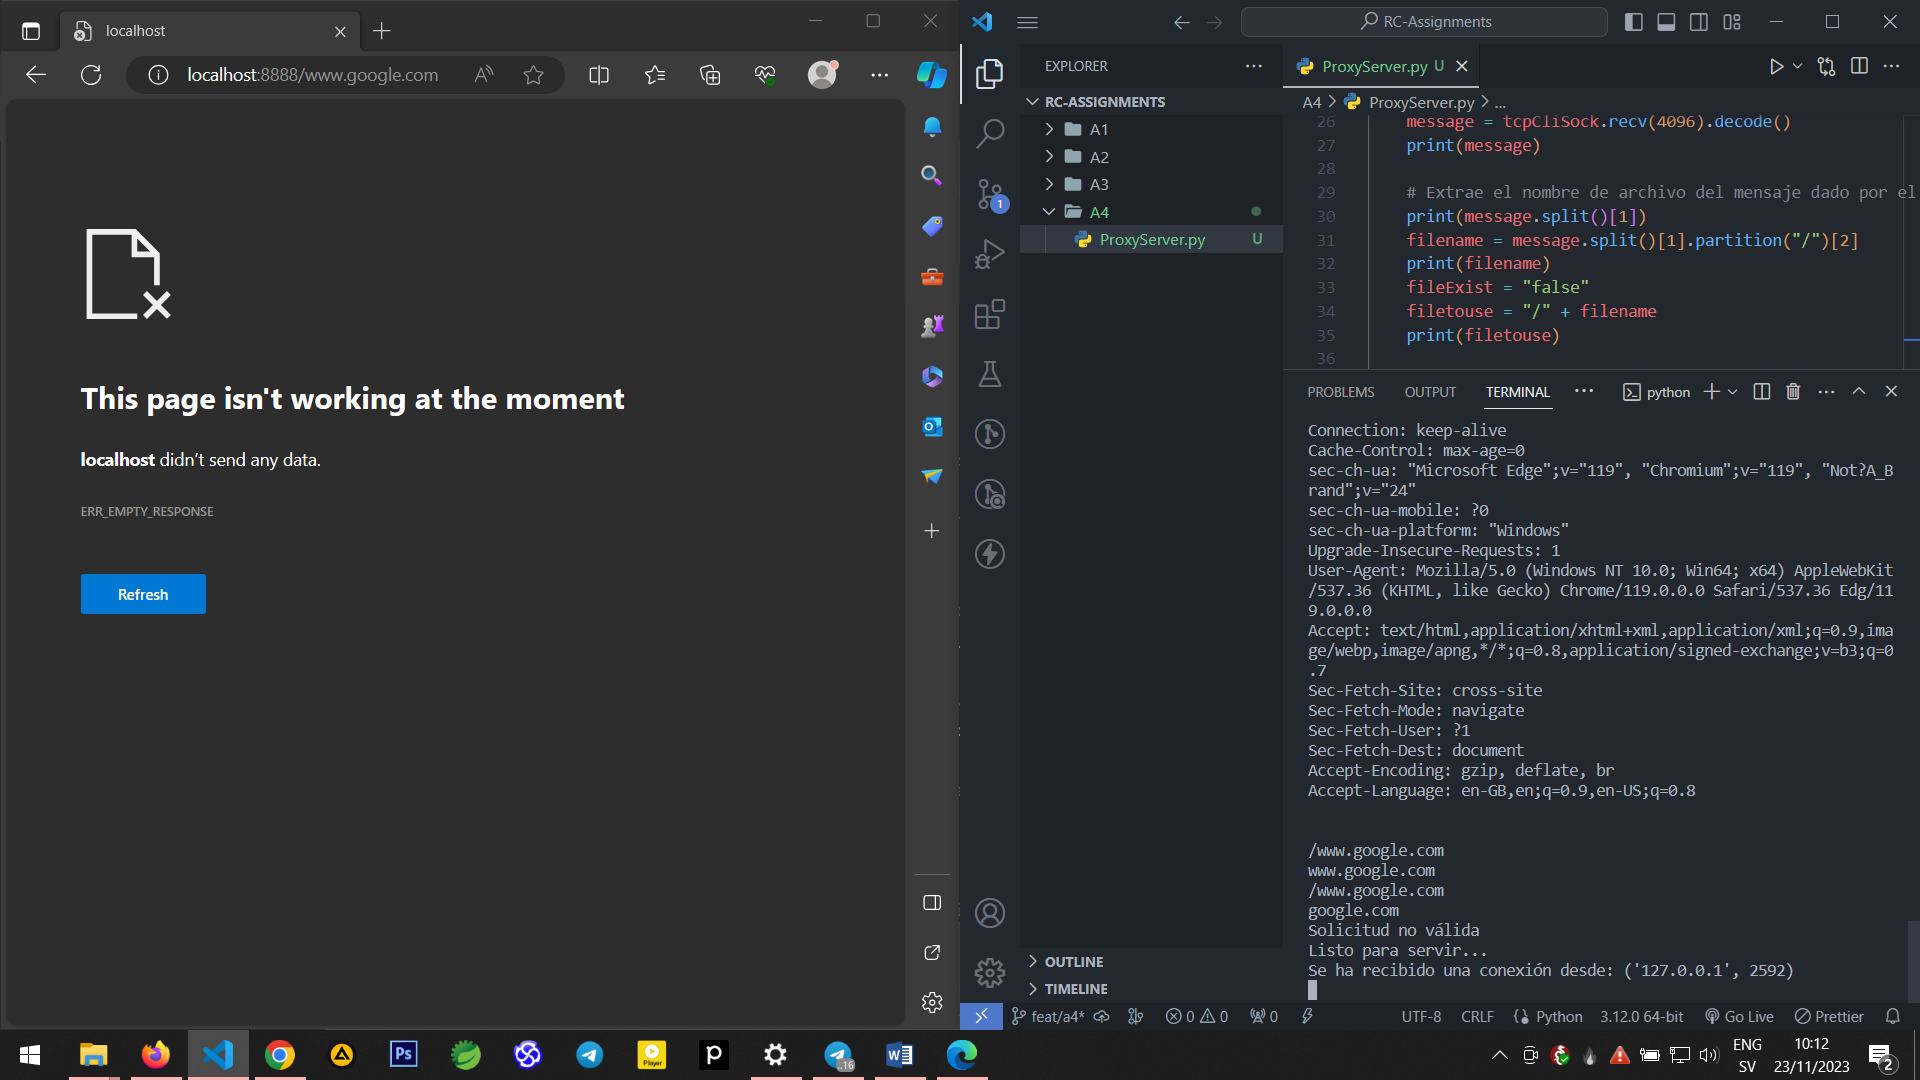 localhost
localhost:8888/www.google.com
This page isn't working at the moment
localhost didn't send any data.
ERR_EMPTY_RESPONSE
Refresh
RC-Assignments
EXPLORER
RC-ASSIGNMENTS
A1
A2
A3
A4
ProxyServer.py
U
1
OUTLINE
TIMELINE
ProxyServer.py U
A4 > ProxyServer.py > ...
26 message = tcpCliSock.recv(4096).decode()
27 print(message)
28
29 # Extrae el nombre de archivo del mensaje dado por el
30 print(message.split()[1])
31 filename = message.split()[1].partition("/")[2]
32 print(filename)
33 fileExist = "false"
34 filetouse = "/" + filename
35 print(filetouse)
36
PROBLEMS OUTPUT TERMINAL ... python
Connection: keep-alive
Cache-Control: max-age=0
sec-ch-ua: "Microsoft Edge";v="119", "Chromium";v="119", "Not?A_B
rand";v="24"
sec-ch-ua-mobile: ?0
sec-ch-ua-platform: "Windows"
Upgrade-Insecure-Requests: 1
User-Agent: Mozilla/5.0 (Windows NT 10.0; Win64; x64) AppleWebKit
/537.36 (KHTML, like Gecko) Chrome/119.0.0.0 Safari/537.36 Edg/11
9.0.0.0
Accept: text/html,application/xhtml+xml,application/xml;q=0.9,ima
ge/webp,image/apng,*/*;q=0.8,application/signed-exchange;v=b3;q=0
.7
Sec-Fetch-Site: cross-site
Sec-Fetch-Mode: navigate
Sec-Fetch-User: ?1
Sec-Fetch-Dest: document
Accept-Encoding: gzip, deflate, br
Accept-Language: en-GB,en;q=0.9,en-US;q=0.8
/www.google.com
www.google.com
/www.google.com
google.com
Solicitud no válida
Listo para servir...
Se ha recibido una conexión desde: ('127.0.0.1', 2592)
feat/a4* 0 0 0 UTF-8 CRLF Python 3.12.0 64-bit Go Live Prettier
Ps
Player
16
ENG
SV
10:12
23/11/2023
2